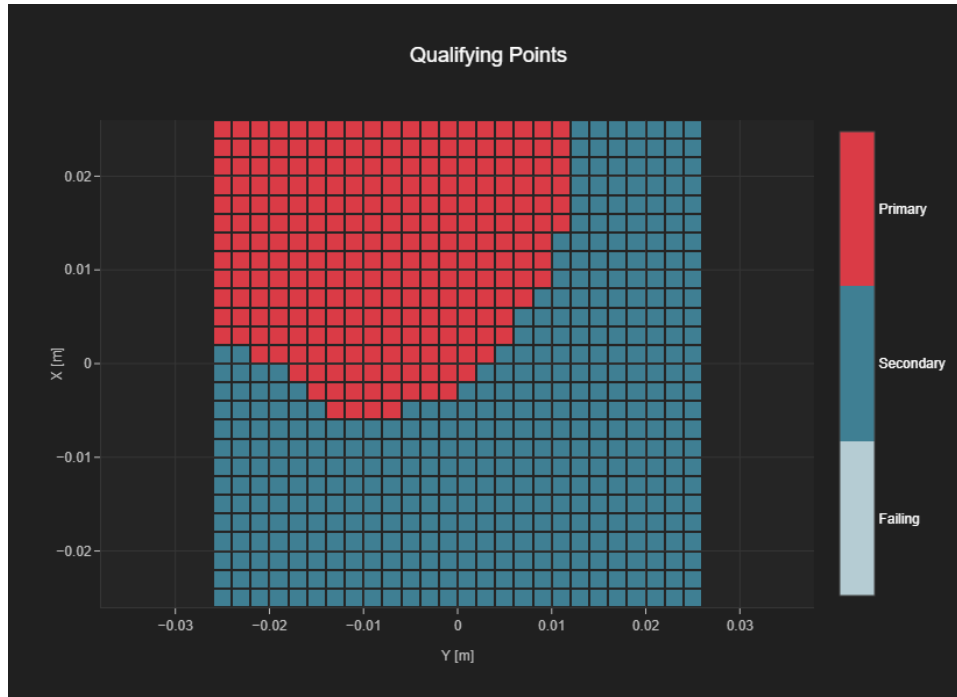 Qualifying Points
0.02
0.01
0
−0.01
−0.02
X [m]
−0.03
−0.02
−0.01
0
0.01
0.02
0.03
Y [m]
Primary
Secondary
Failing